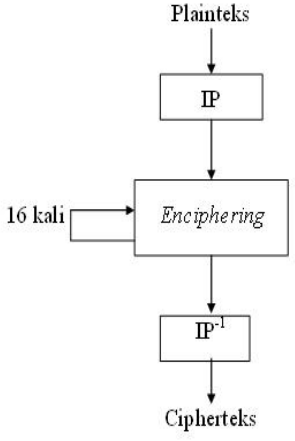 Plainteks
IP
16 kali
Enciphering
IP⁻¹
Cipherteks